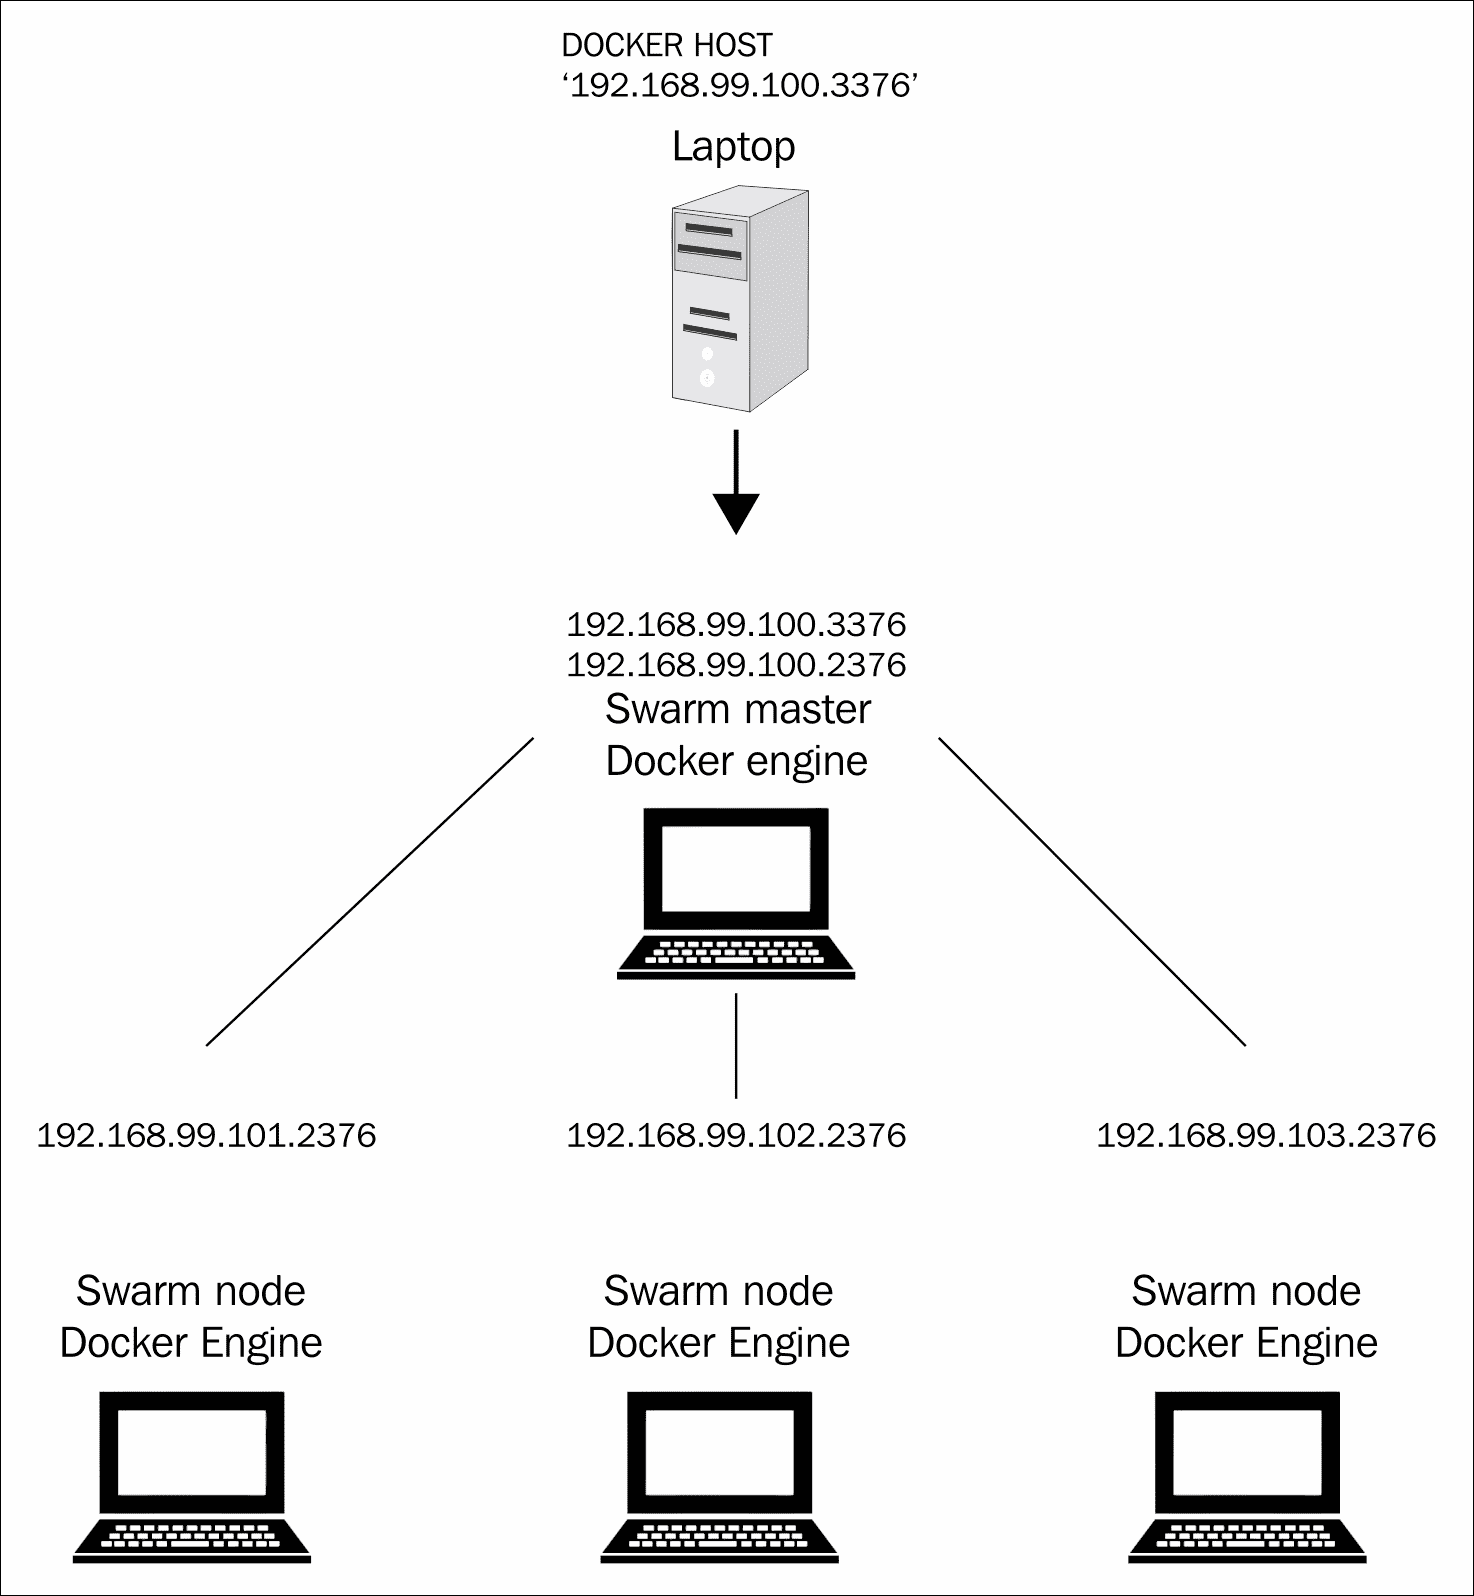 DOCKER HOST
‘192.168.99.100.3376’
Laptop
192.168.99.100.3376
192.168.99.100.2376
Swarm master
Docker engine
192.168.99.101.2376
192.168.99.102.2376
192.168.99.103.2376
Swarm node
Docker Engine
Swarm node
Docker Engine
Swarm node
Docker Engine